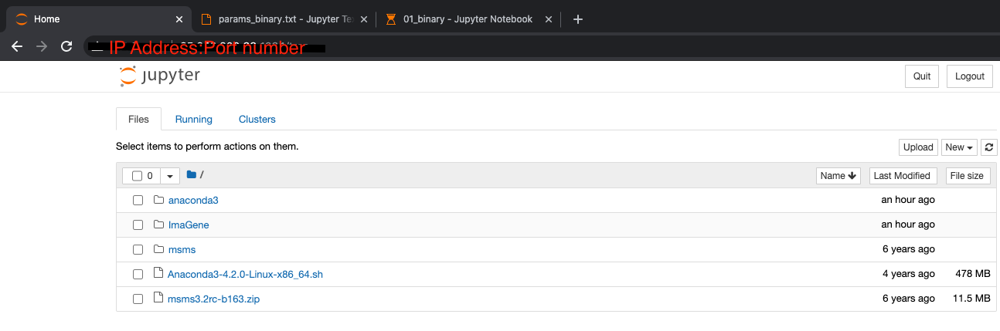 Home
params_binary.txt - Jupyter Te
01_binary - Jupyter Notebook
IP Address:Port number
jupyter
Quit
Logout
Files
Running
Clusters
Select items to perform actions on them.
Upload
New
0
/
Name
Last Modified
File size
anaconda3
an hour ago
ImaGene
an hour ago
msms
6 years ago
Anaconda3-4.2.0-Linux-x86_64.sh
4 years ago
478 MB
msms3.2rc-b163.zip
6 years ago
11.5 MB